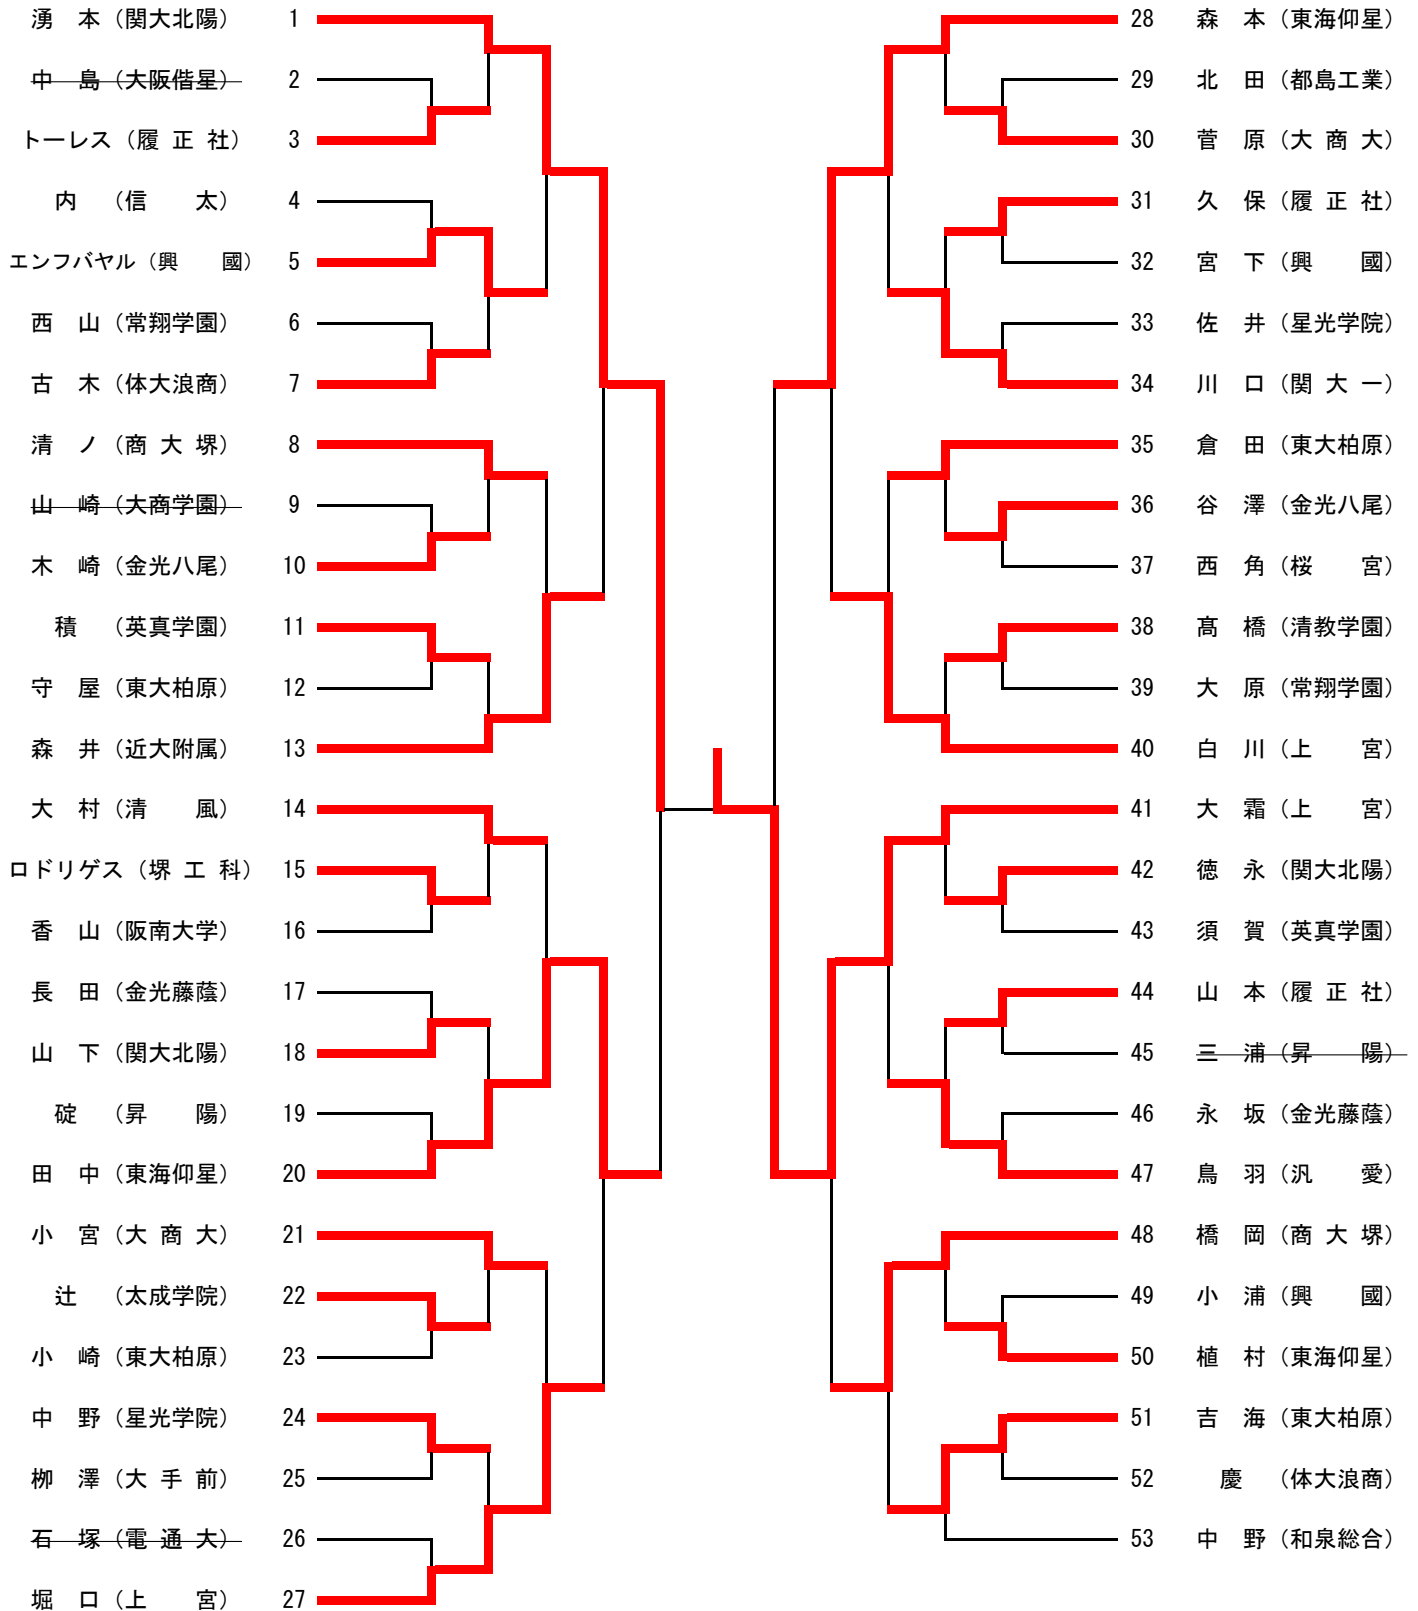 湧　本（関大北陽）　1
中　島（大阪偕星）　2
トーレス（履 正 社）　3
内　（信　　太）　4
エンフバヤル（興　　國）　5
西　山（常翔学園）　6
古　木（体大浪商）　7
清　ノ（商 大 堺）　8
山　崎（大商学園）　9
木　崎（金光八尾）　10
積　（英真学園）　11
守　屋（東大柏原）　12
森　井（近大附属）　13
大　村（清　　風）　14
ロドリゲス（堺 工 科）　15
香　山（阪南大学）　16
長　田（金光藤蔭）　17
山　下（関大北陽）　18
碇　（昇　　陽）　19
田　中（東海仰星）　20
小　宮（大 商 大）　21
辻　（太成学院）　22
小　崎（東大柏原）　23
中　野（星光学院）　24
栁　澤（大 手 前）　25
石　塚（電 通 大）　26
堀　口（上　　宮）　27
28　森　本（東海仰星）
29　北　田（都島工業）
30　菅　原（大 商 大）
31　久　保（履 正 社）
32　宮　下（興　　國）
33　佐　井（星光学院）
34　川　口（関 大 一）
35　倉　田（東大柏原）
36　谷　澤（金光八尾）
37　西　角（桜　　宮）
38　髙　橋（清教学園）
39　大　原（常翔学園）
40　白　川（上　　宮）
41　大　霜（上　　宮）
42　徳　永（関大北陽）
43　須　賀（英真学園）
44　山　本（履 正 社）
45　三　浦（昇　　陽）
46　永　坂（金光藤蔭）
47　鳥　羽（汎　　愛）
48　橋　岡（商 大 堺）
49　小　浦（興　　國）
50　植　村（東海仰星）
51　吉　海（東大柏原）
52　慶　（体大浪商）
53　中　野（和泉総合）